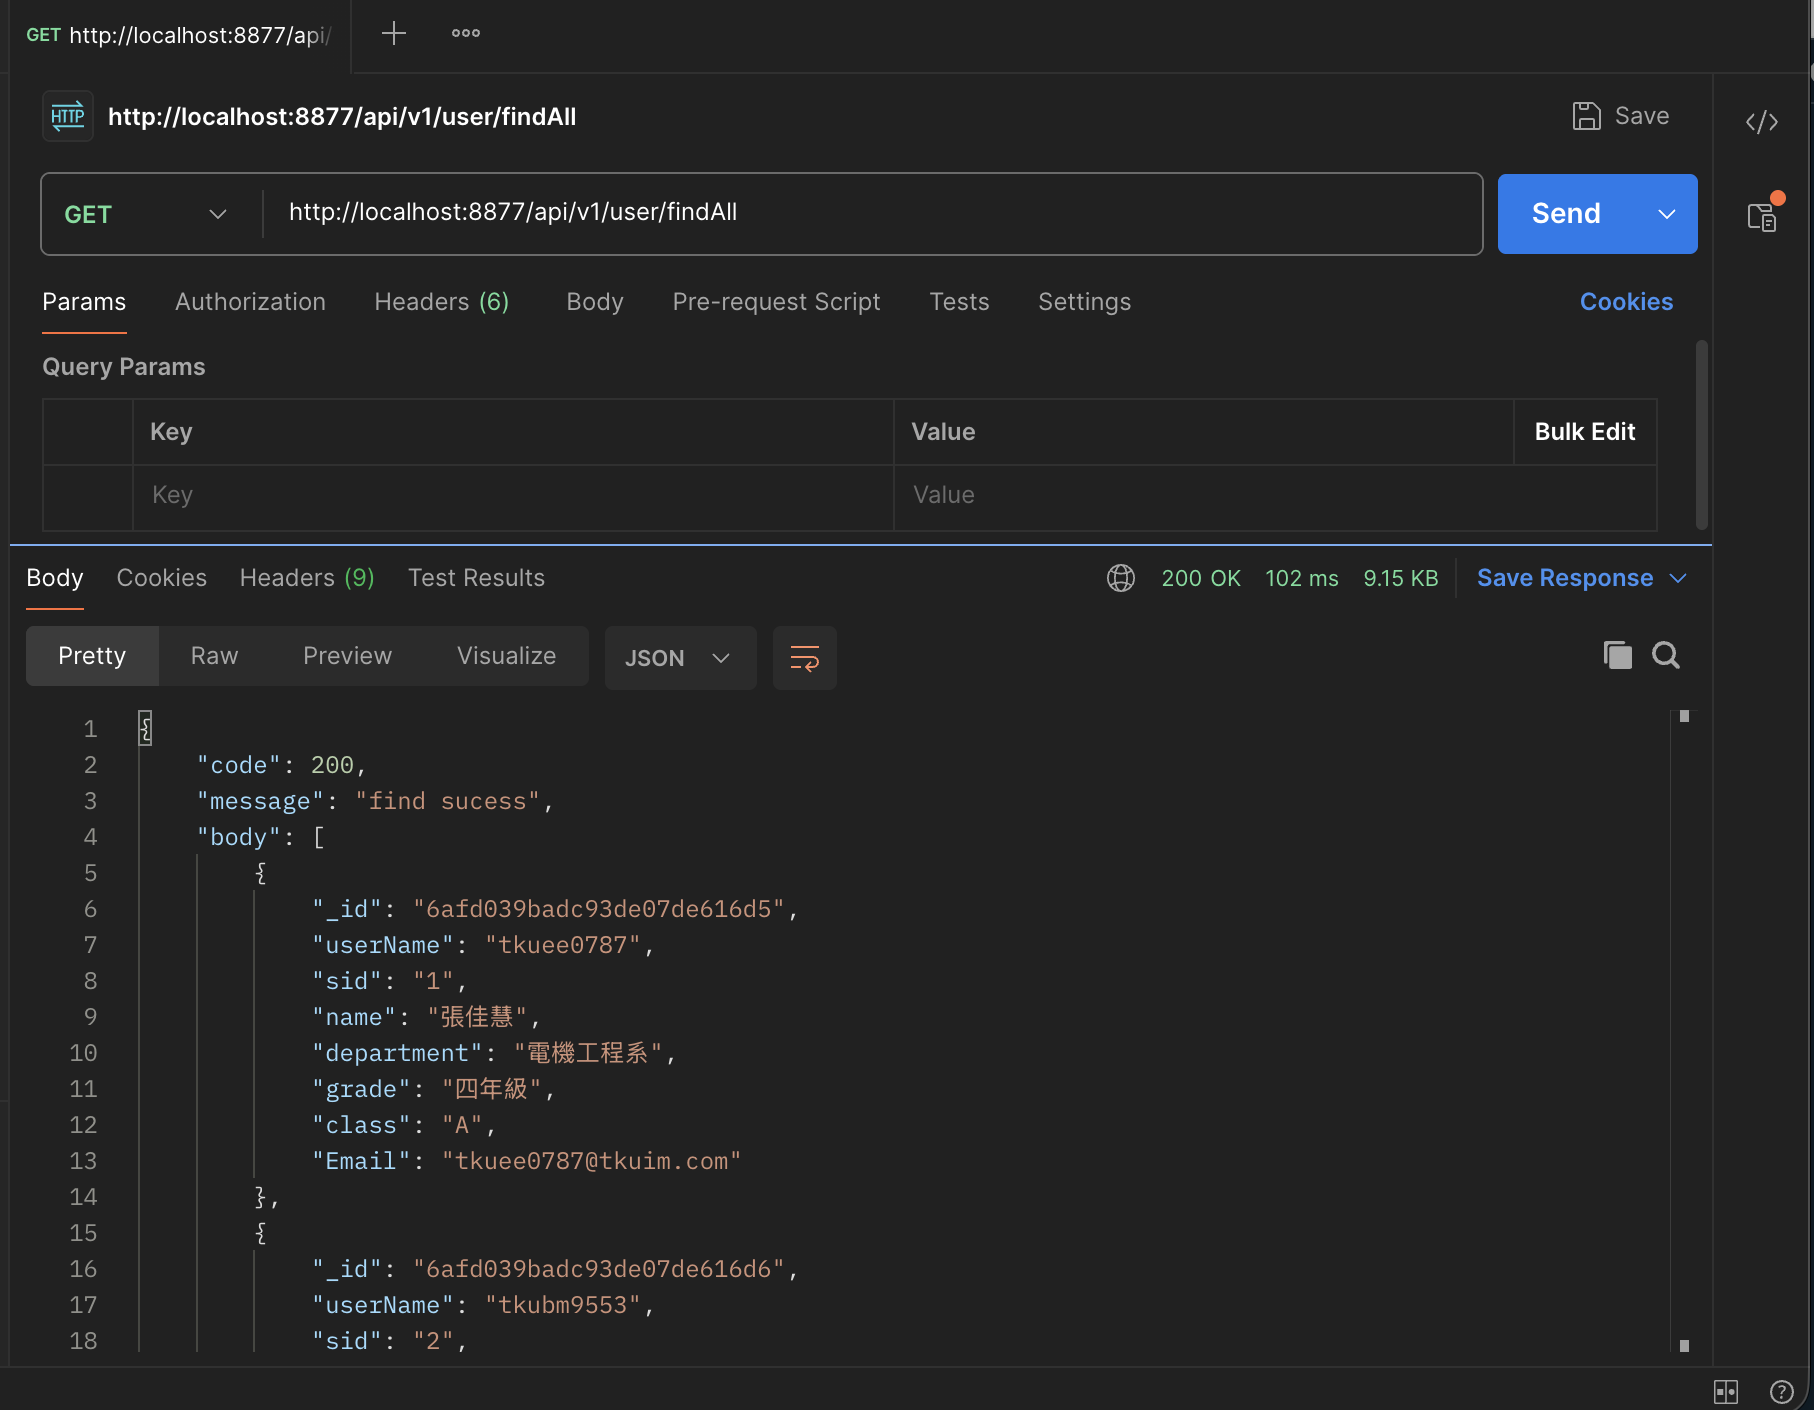 GET http://localhost:8877/api/
HTTP http://localhost:8877/api/v1/user/findAll Save
GET http://localhost:8877/api/v1/user/findAll Send
Params Authorization Headers (6) Body Pre-request Script Tests Settings Cookies
Query Params
Key Value Bulk Edit
Key Value
Body Cookies Headers (9) Test Results 200 OK 102 ms 9.15 KB Save Response
Pretty Raw Preview Visualize JSON
1 {
2 "code": 200,
3 "message": "find sucess",
4 "body": [
5 {
6 "_id": "6afd039badc93de07de616d5",
7 "userName": "tkuee0787",
8 "sid": "1",
9 "name": "張佳慧",
10 "department": "電機工程系",
11 "grade": "四年級",
12 "class": "A",
13 "Email": "tkuee0787@tkuim.com"
14 },
15 {
16 "_id": "6afd039badc93de07de616d6",
17 "userName": "tkubm9553",
18 "sid": "2",